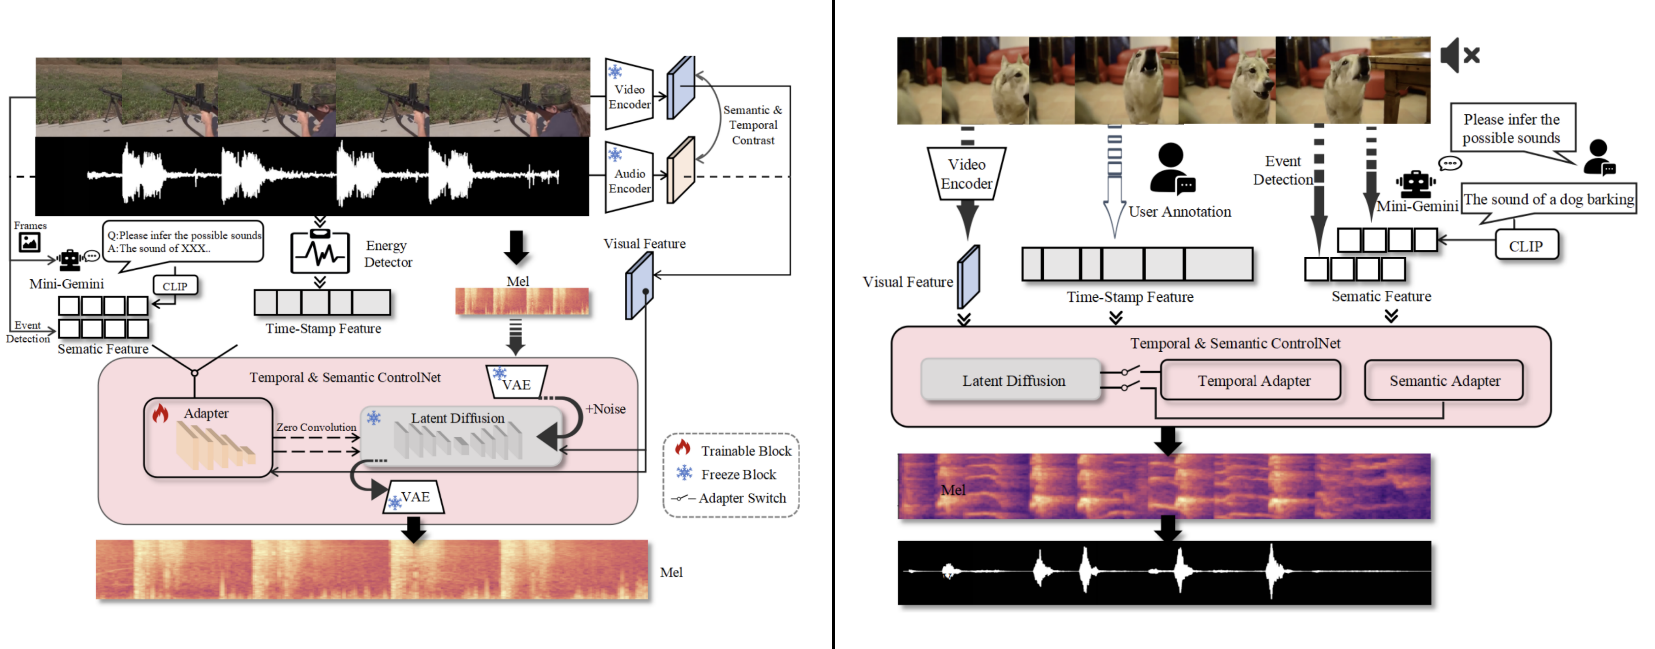 Video
Encoder
Audio
Encoder
Semantic &
Temporal
Contrast
Frames
Q:Please infer the possible sounds
A:The sound of XXX..
Mini-Gemini
CLIP
Event
Detection
Sematic Feature
Energy
Detector
Time-Stamp Feature
Mel
Visual Feature
Temporal & Semantic ControlNet
VAE
+Noise
Adapter
Zero Convolution
Latent Diffusion
VAE
Trainable Block
Freeze Block
Adapter Switch
Mel
Please infer the
possible sounds
Video
Encoder
Event
Detection
User Annotation
Mini-Gemini
The sound of a dog barking
CLIP
Visual Feature
Time-Stamp Feature
Sematic Feature
Temporal & Semantic ControlNet
Latent Diffusion
Temporal Adapter
Semantic Adapter
Mel